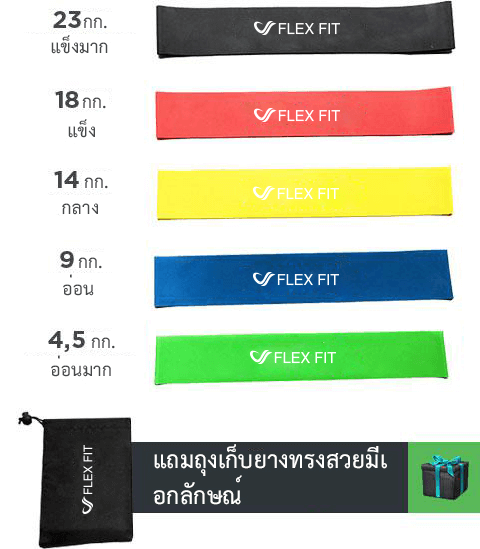 23 กก.
แข็งมาก
FLEX FIT
18 กก.
แข็ง
FLEX FIT
14 กก.
กลาง
FLEX FIT
9 กก.
อ่อน
FLEX FIT
4,5 กก.
อ่อนมาก
FLEX FIT
FLEX FIT
แถมถุงเก็บยางทรงสวยมีเ
อกลักษณ์